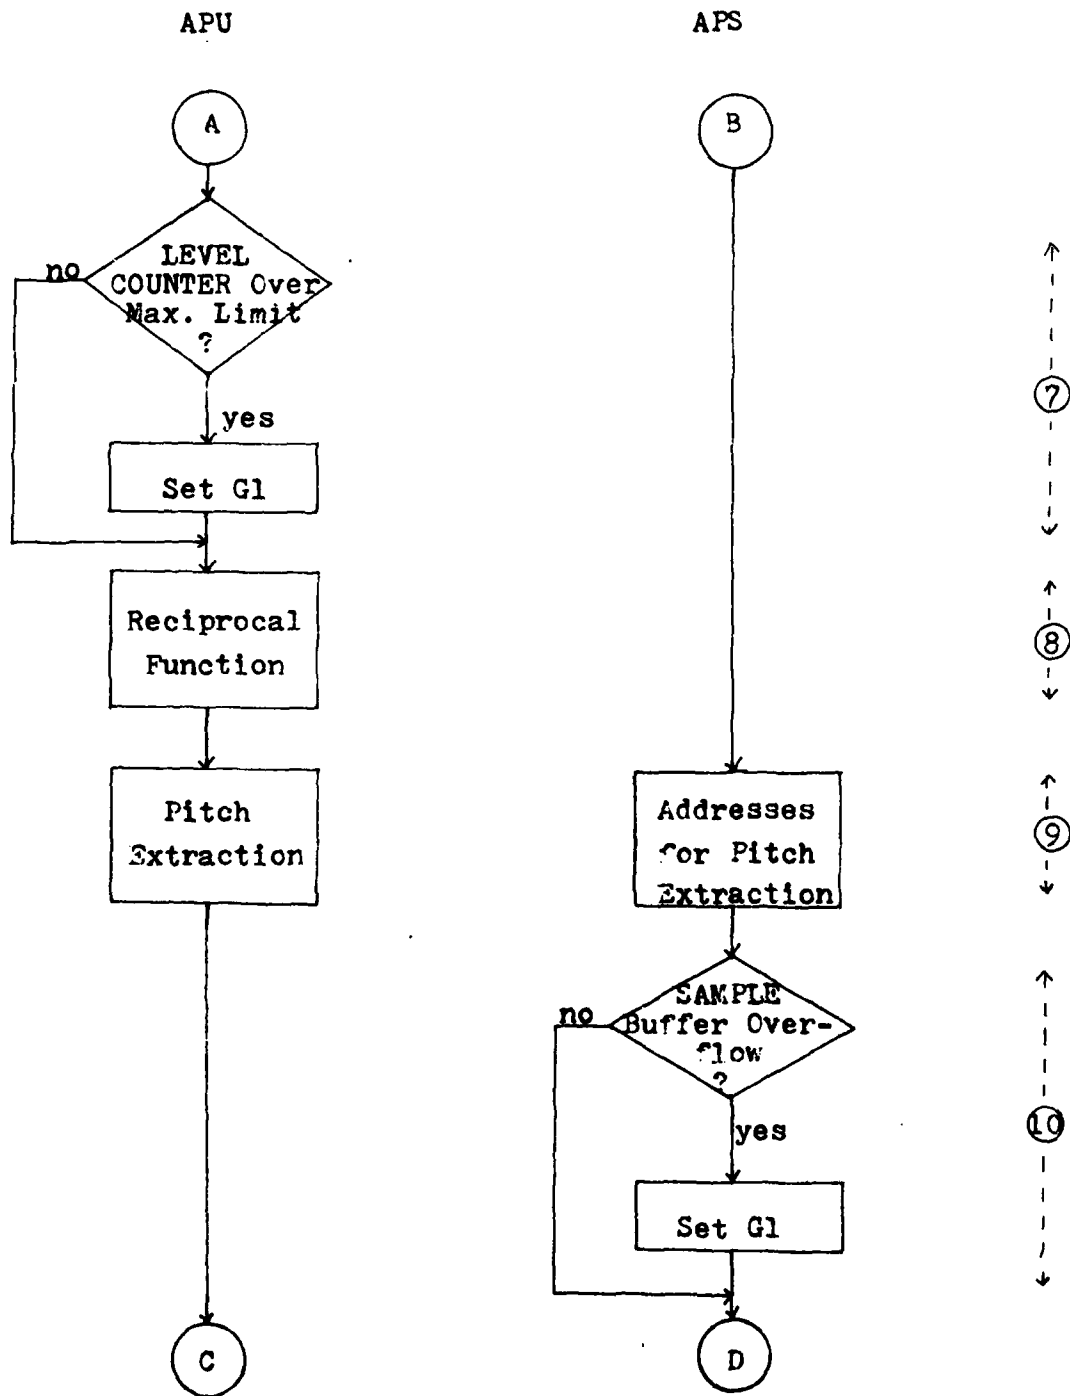 APU
APS
A
B
LEVEL
COUNTER Over
Max. Limit
?
no
yes
Set G1
Reciprocal
Function
Pitch
Extraction
C
Addresses
for Pitch
Extraction
SAMPLE
Buffer Over-
flow
?
no
yes
Set G1
D
7
8
9
10